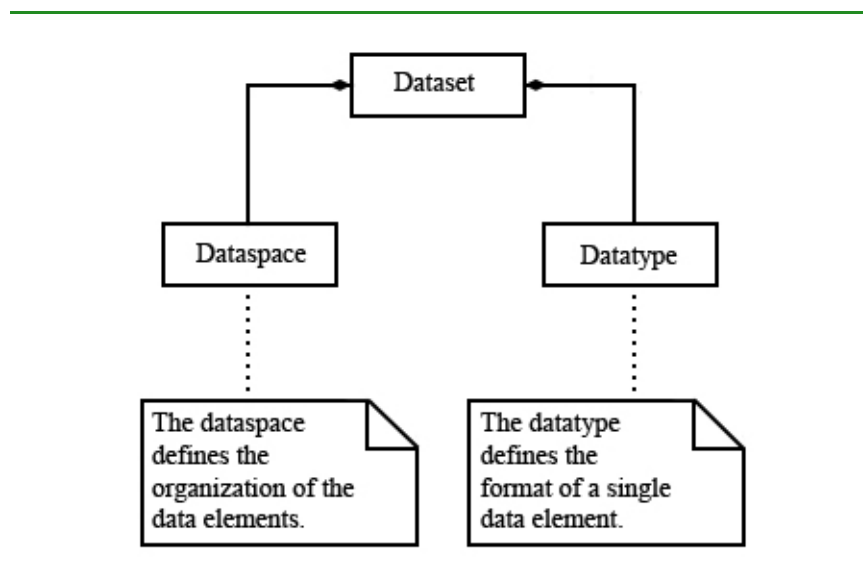 Dataset
Dataspace
Datatype
The dataspace
defines the
organization of the
data elements.
The datatype
defines the
format of a single
data element.